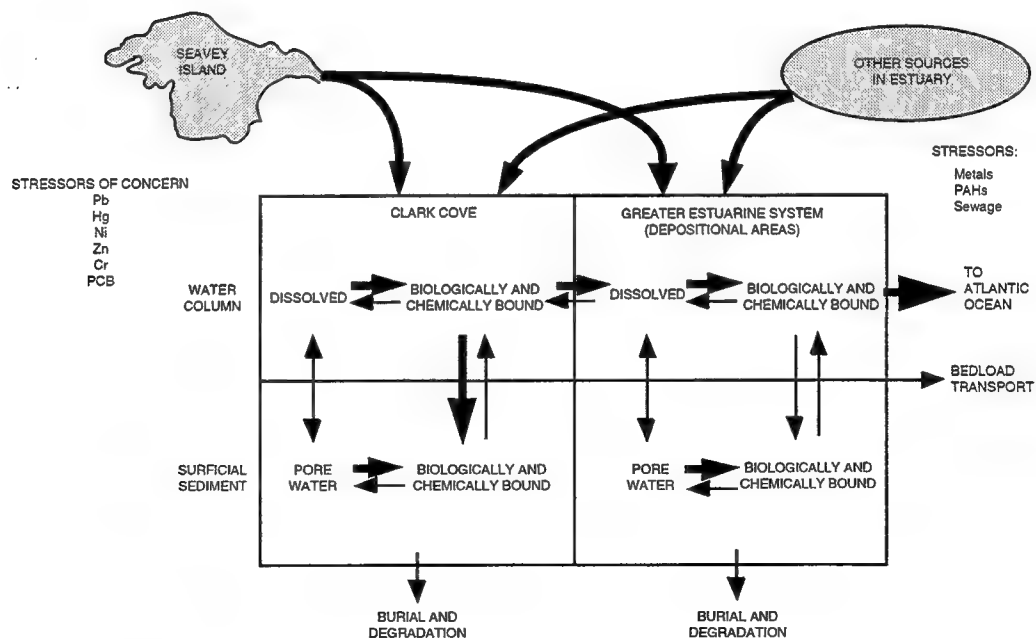 SEAVEY
ISLAND
OTHER SOURCES
IN ESTUARY
STRESSORS OF CONCERN
Pb
Hg
Ni
Zn
Cr
PCB
STRESSORS:
Metals
PAHs
Sewage
CLARK COVE
GREATER ESTUARINE SYSTEM
(DEPOSITIONAL AREAS)
WATER
COLUMN
DISSOLVED
BIOLOGICALLY AND
CHEMICALLY BOUND
DISSOLVED
BIOLOGICALLY AND
CHEMICALLY BOUND
TO
ATLANTIC
OCEAN
BEDLOAD
TRANSPORT
SURFICIAL
SEDIMENT
PORE
WATER
BIOLOGICALLY AND
CHEMICALLY BOUND
PORE
WATER
BIOLOGICALLY AND
CHEMICALLY BOUND
BURIAL AND
DEGRADATION
BURIAL AND
DEGRADATION